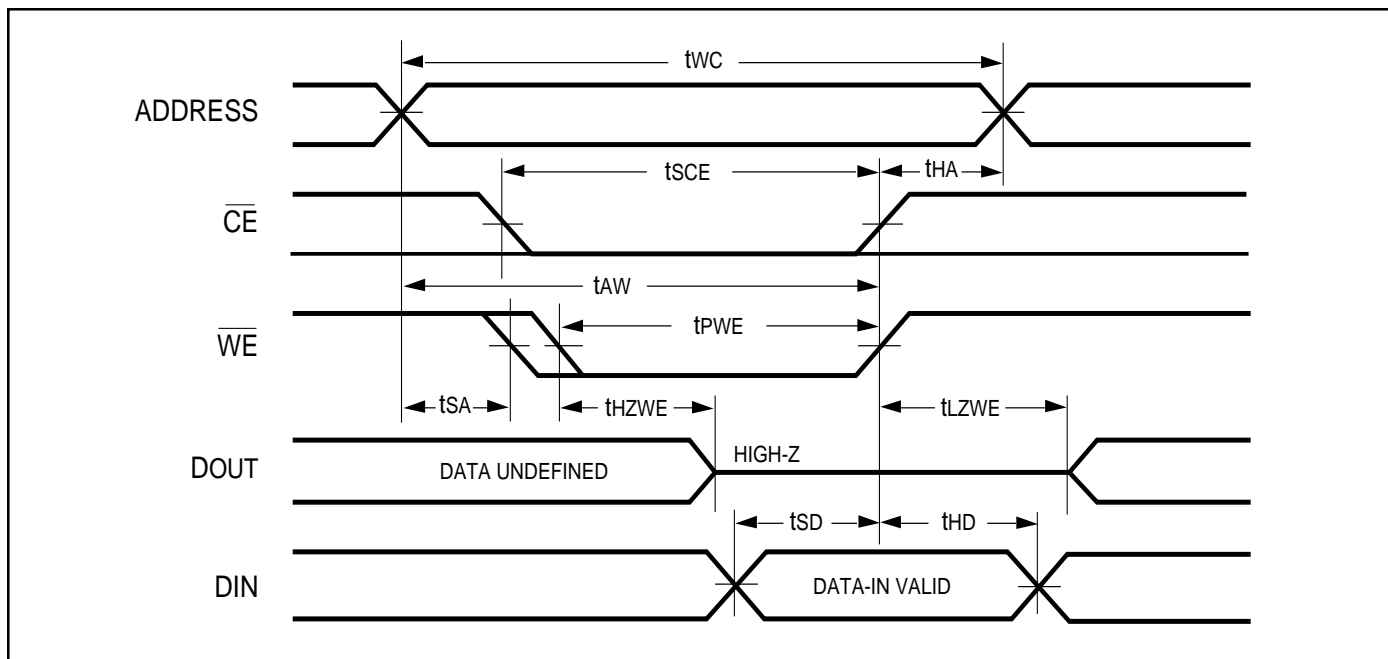 tWC
ADDRESS
tSCE
tHA
CE
tAW
tPWE
WE
tSA
tHZWE
tLZWE
DOUT
DATA UNDEFINED
HIGH-Z
tSD
tHD
DIN
DATA-IN VALID